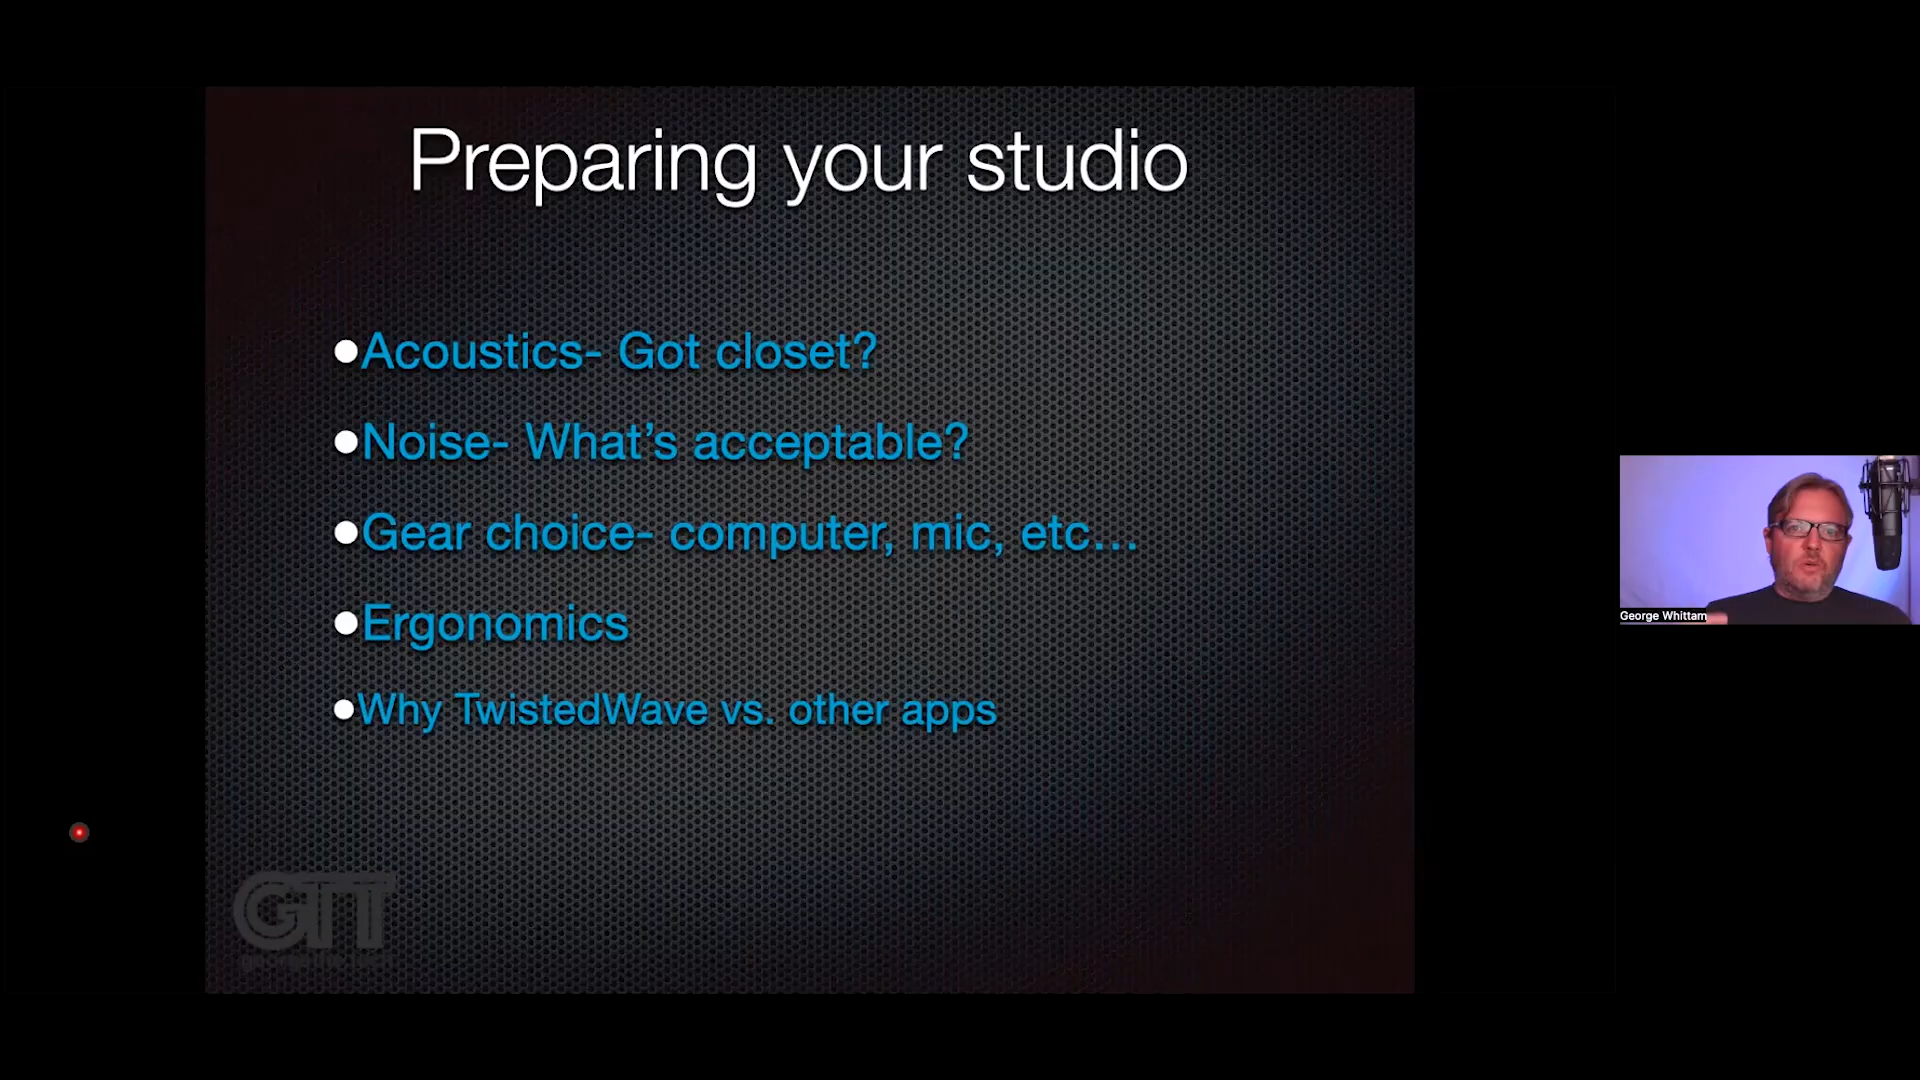 Preparing your studio
●Acoustics- Got closet?
●Noise- What’s acceptable?
●Gear choice- computer, mic, etc…
●Ergonomics
●Why TwistedWave vs. other apps
George Whittam